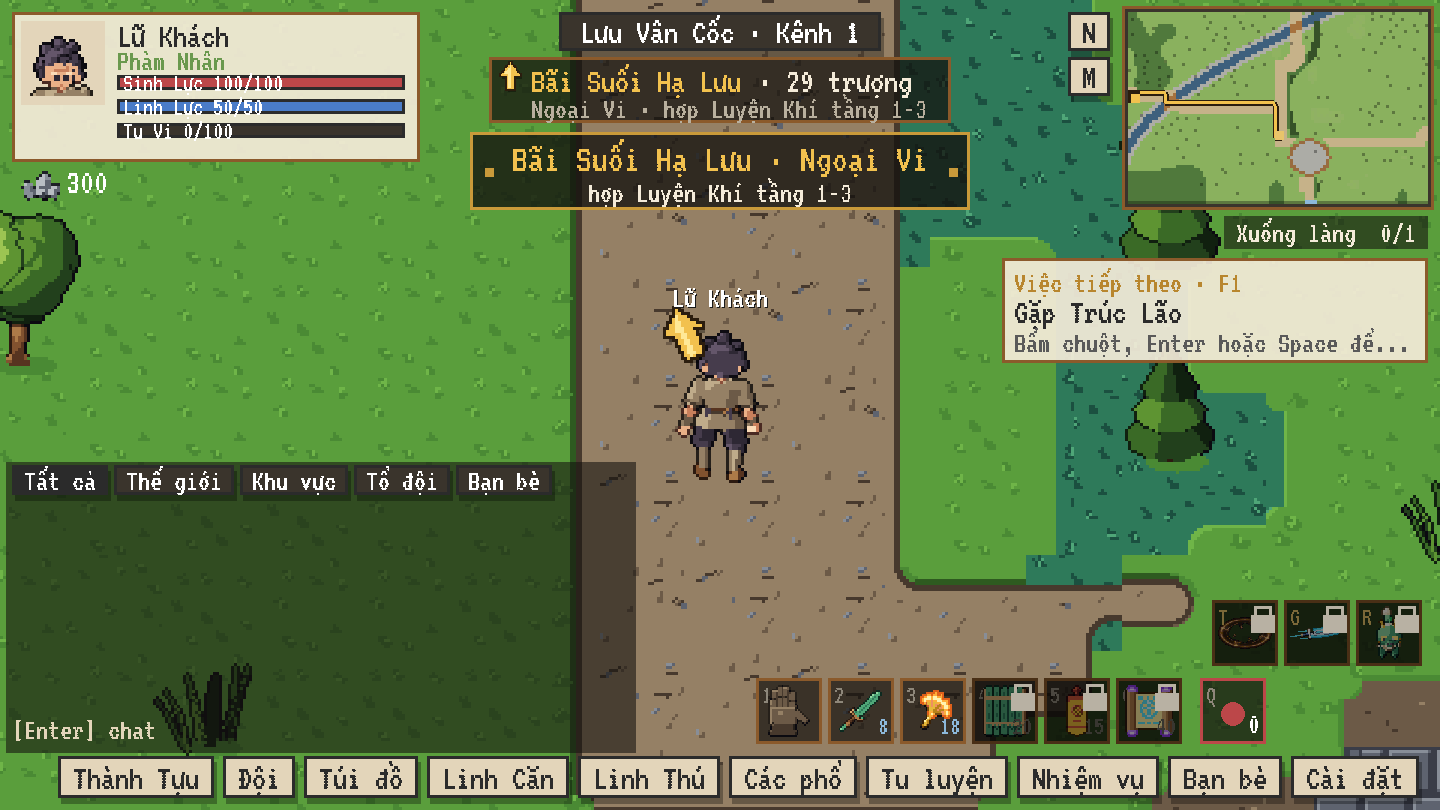 Lữ Khách
Phàm Nhân
Sinh Lực 100/100
Linh Lực 50/50
Tu Vi 0/100
300
Lưu Vân Cốc · Kênh 1
Bãi Suối Hạ Lưu · 29 trượng
Ngoại Vi · hợp Luyện Khí tầng 1-3
Bãi Suối Hạ Lưu · Ngoại Vi
hợp Luyện Khí tầng 1-3
N
M
Xuống làng 0/1
Việc tiếp theo · F1
Gặp Trúc Lão
Bấm chuột, Enter hoặc Space để...
Lữ Khách
Tất cả Thế giới Khu vực Tổ đội Bạn bè
[Enter] chat
T G R
1 2 8 3 18 4 5 15 Q 0
Thành Tựu Đội Túi đồ Linh Căn Linh Thú Các phổ Tu luyện Nhiệm vụ Bạn bè Cài đặt